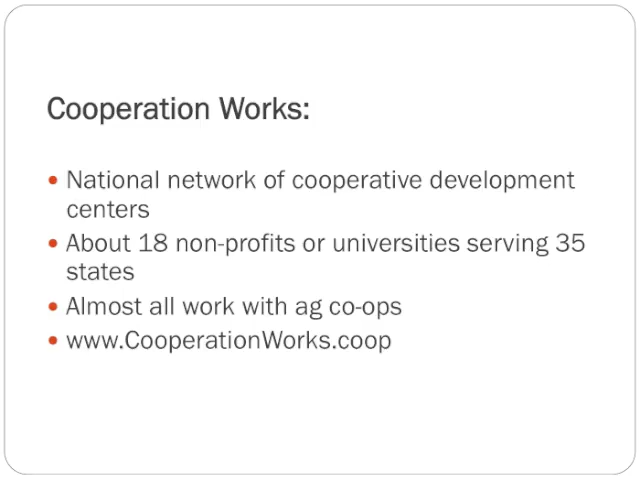 Cooperation Works:
• National network of cooperative development
centers
• About 18 non-profits or universities serving 35
states
• Almost all work with ag co-ops
• www.CooperationWorks.coop